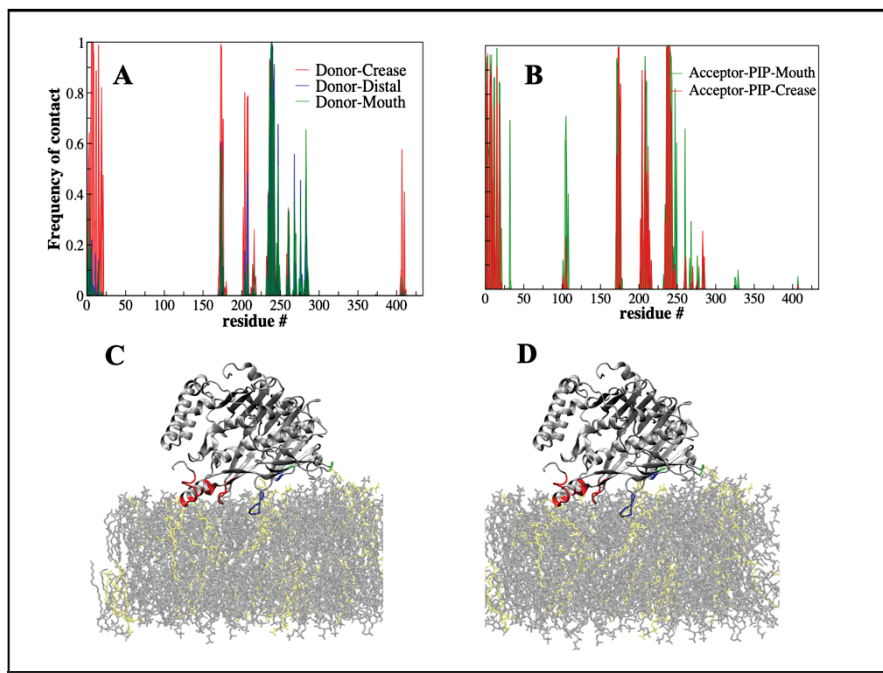 A
Donor-Crease
Donor-Distal
Donor-Mouth
Frequency of contact
1
0.8
0.6
0.4
0.2
0
0 50 100 150 200 250 300 350 400
residue #
B
Acceptor-PIP-Mouth
Acceptor-PIP-Crease
0 50 100 150 200 250 300 350 400
residue #
C
D